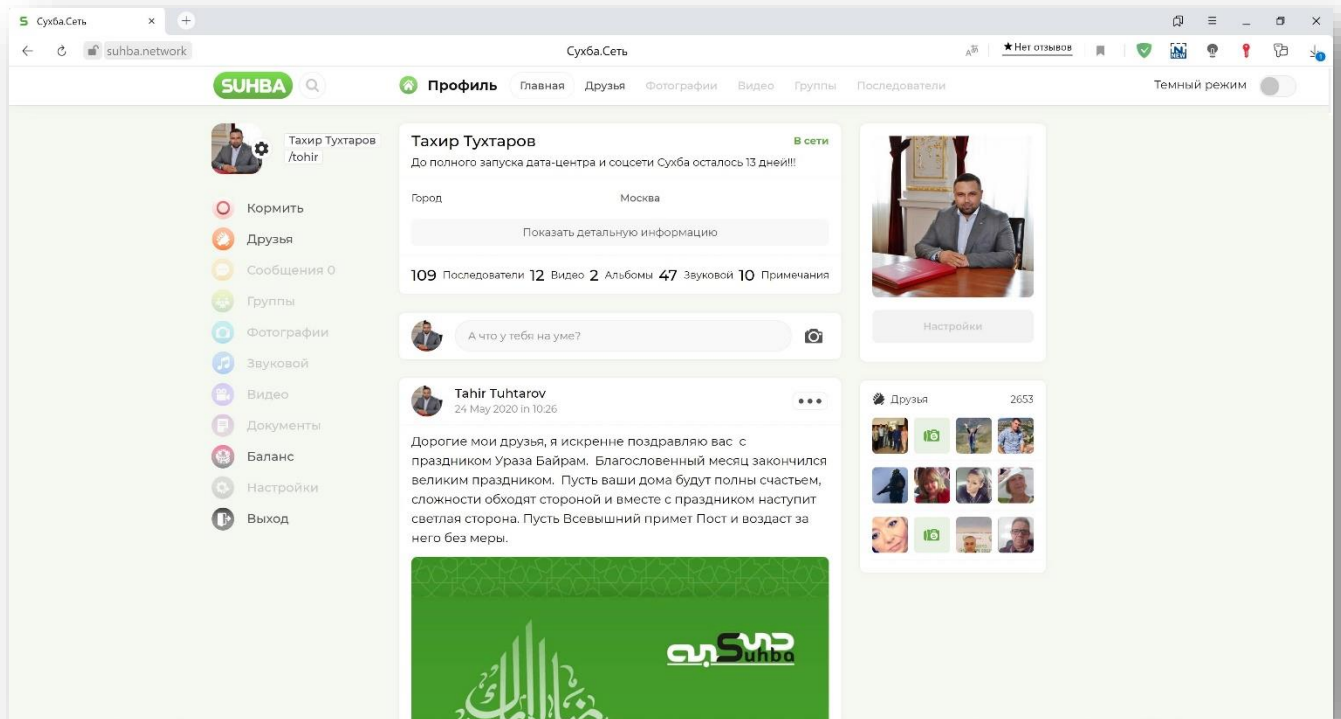 S Сухба.Сеть
suhba.network
Сухба.Сеть
★ Нет отзывов
NEW
1
SUHBA
Профиль Главная Друзья Фотографии Видео Группы Последователи
Темный режим
Тахир Тухтаров
/tohir
Кормить
Друзья
Сообщения 0
Группы
Фотографии
Звуковой
Видео
Документы
Баланс
Настройки
Выход
Тахир Тухтаров
В сети
До полного запуска дата-центра и соцсети Сухба осталось 13 дней!!!
Город Москва
Показать детальную информацию
109 Последователи 12 Видео 2 Альбомы 47 Звуковой 10 Примечания
А что у тебя на уме?
Tahir Tuhtarov
24 May 2020 in 10:26
Дорогие мои друзья, я искренне поздравляю вас с
праздником Ураза Байрам. Благословенный месяц закончился
великим праздником. Пусть ваши дома будут полны счастьем,
сложности обходят стороной и вместе с праздником наступит
светлая сторона. Пусть Всевышний примет Пост и воздаст за
него без меры.
Suhba
Настройки
Друзья 2653